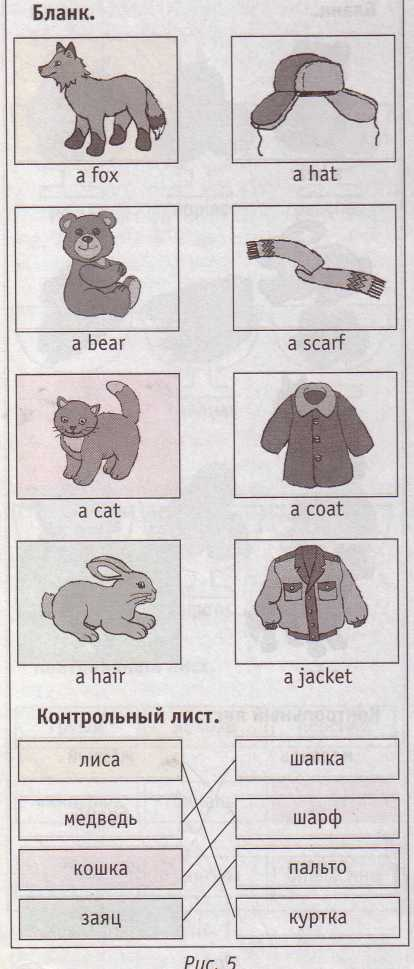 Бланк.
a fox
a hat
a bear
a scarf
a cat
a coat
a hair
a jacket
Контрольный лист.
лиса
шапка
медведь
шарф
кошка
пальто
заяц
куртка
Рис. 5